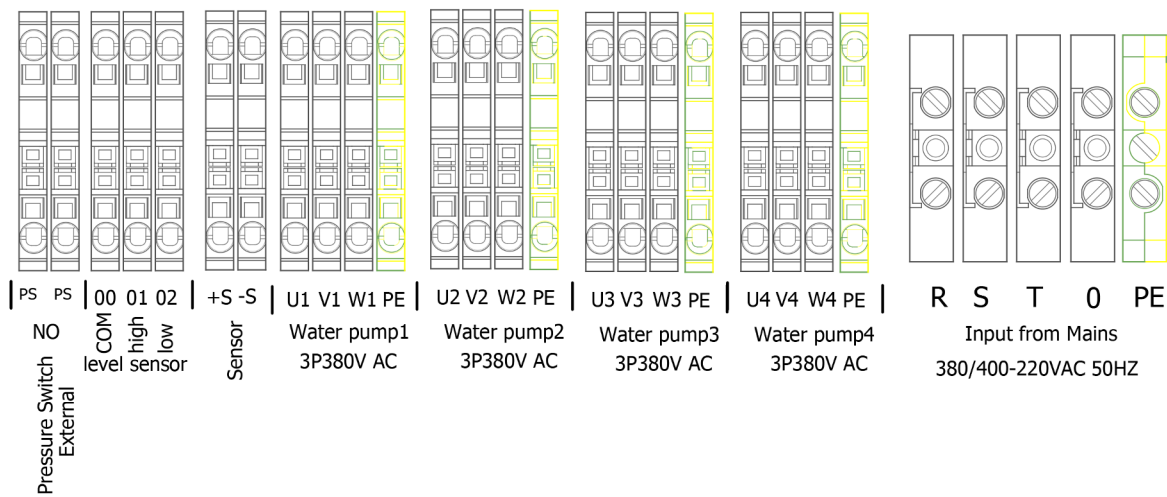 PS PS
NO
Pressure Switch
External
00 01 02
COM
high
low
level sensor
+S -S
Sensor
U1 V1 W1 PE
Water pump1
3P380V AC
U2 V2 W2 PE
Water pump2
3P380V AC
U3 V3 W3 PE
Water pump3
3P380V AC
U4 V4 W4 PE
Water pump4
3P380V AC
R S T 0 PE
Input from Mains
380/400-220VAC 50HZ